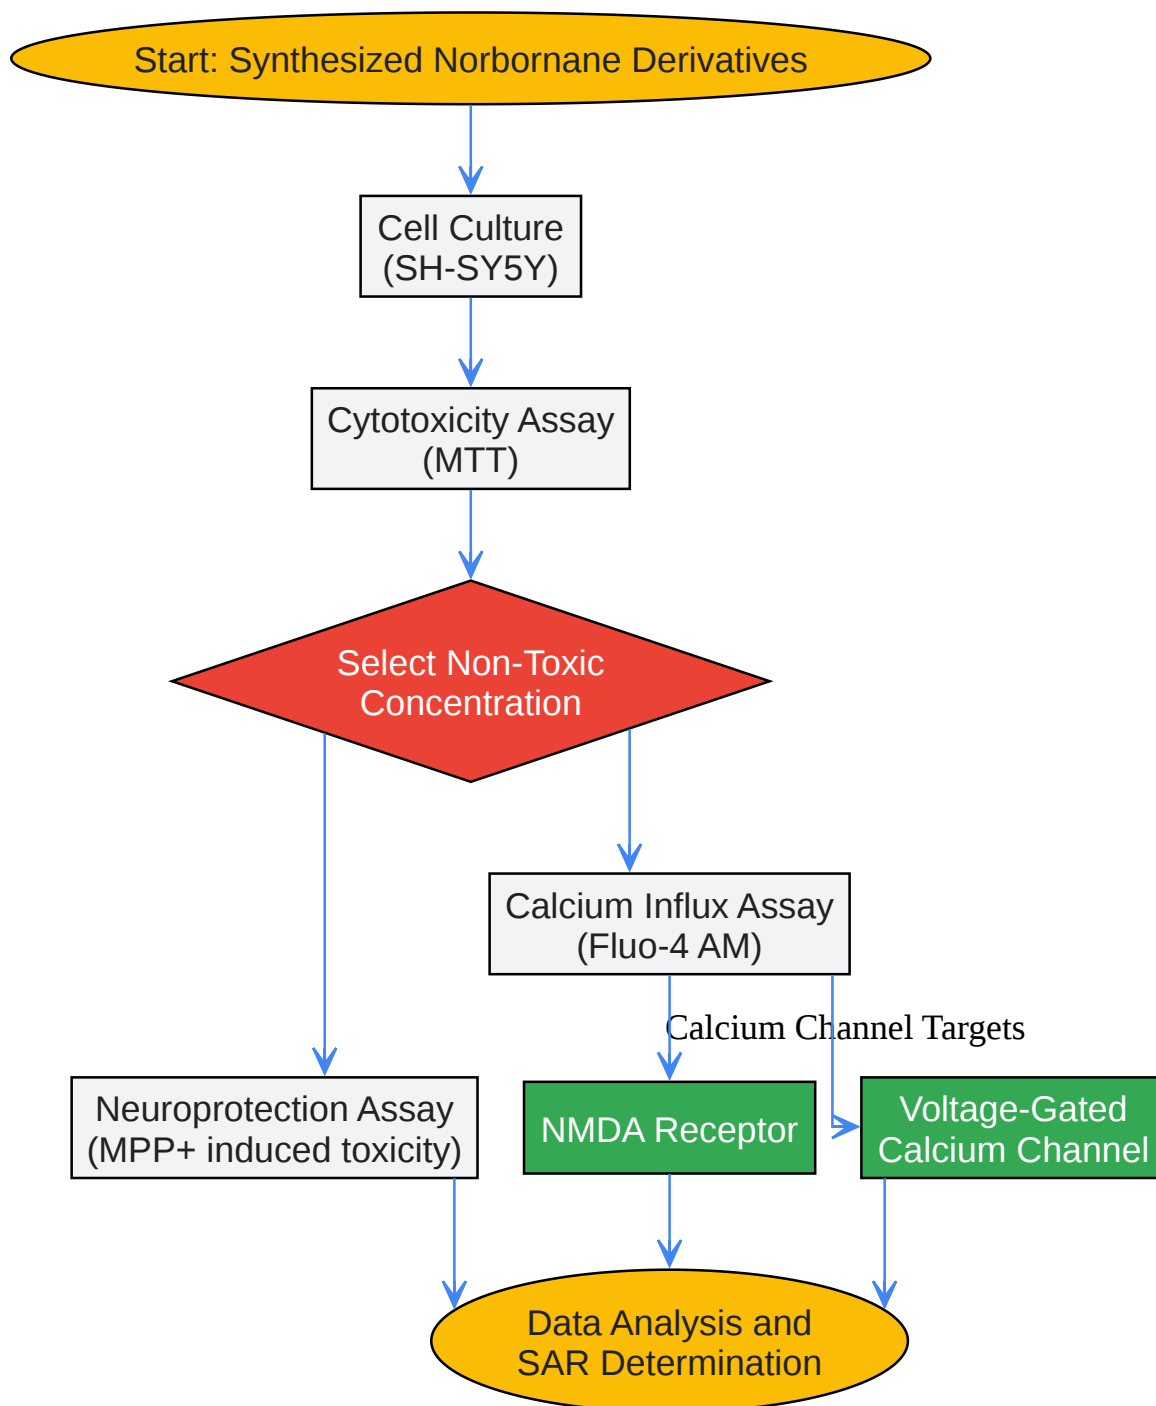 Start: Synthesized Norbornane Derivatives
Cell Culture
(SH-SY5Y)
Cytotoxicity Assay
(MTT)
Select Non-Toxic
Concentration
Calcium Influx Assay
(Fluo-4 AM)
Calcium Channel Targets
Neuroprotection Assay
(MPP+ induced toxicity)
NMDA Receptor
Voltage-Gated
Calcium Channel
Data Analysis and
SAR Determination